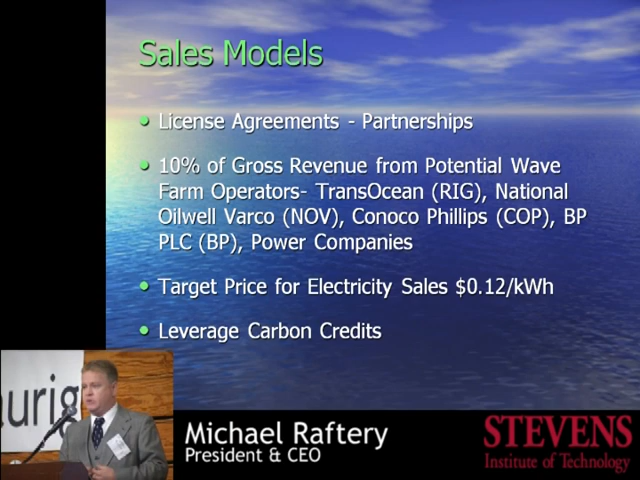 Sales Models
• License Agreements - Partnerships
• 10% of Gross Revenue from Potential Wave
Farm Operators- TransOcean (RIG), National
Oilwell Varco (NOV), Conoco Phillips (COP), BP
PLC (BP), Power Companies
• Target Price for Electricity Sales $0.12/kWh
• Leverage Carbon Credits
aurig
Michael Raftery
President & CEO
STEVENS
Institute of Technology